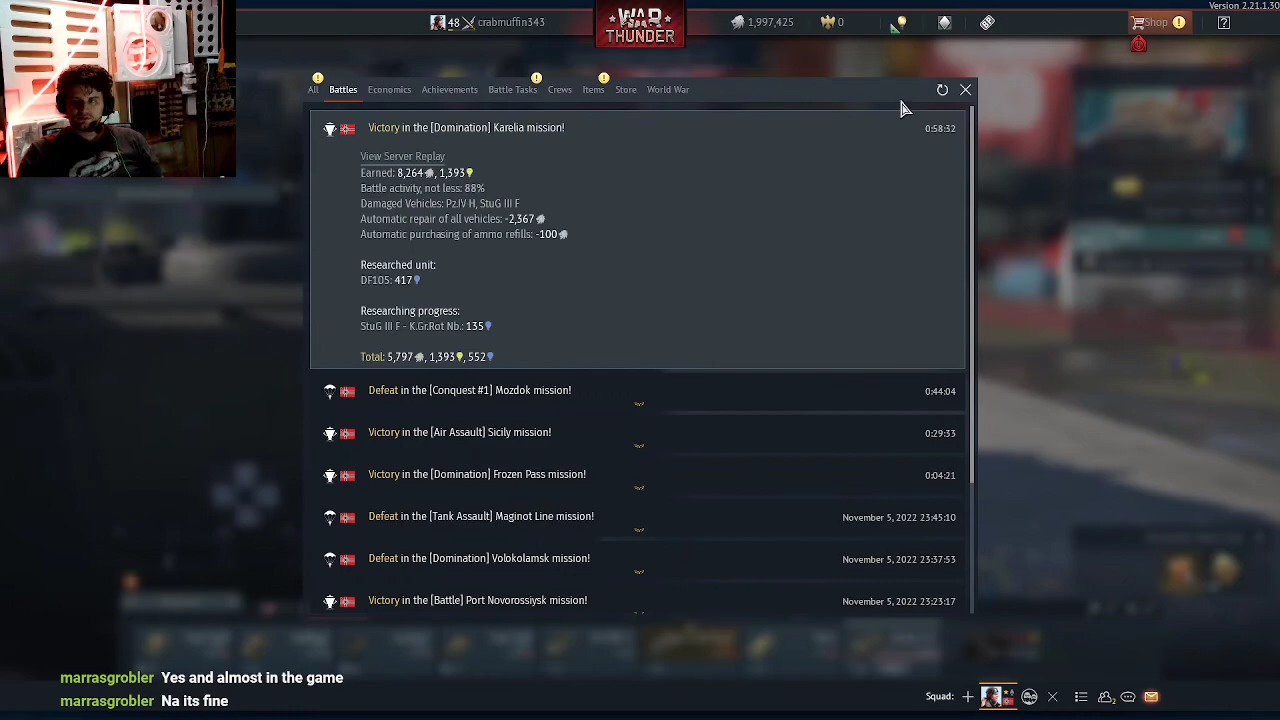 Version 2.21.1.30
48 crabmuffin343
WAR THUNDER
1,997,425
0
Shop
All Battles Economics Achievements Battle Tasks Crews Items Store World War
Victory in the [Domination] Karelia mission! 0:58:32
View Server Replay
Earned: 8,264, 1,393
Battle activity, not less: 88%
Damaged Vehicles: Pz.IV H, StuG III F
Automatic repair of all vehicles: -2,367
Automatic purchasing of ammo refills: -100
Researched unit:
DF105: 417
Researching progress:
StuG III F - K.Gr.Rot Nb.: 135
Total: 5,797, 1,393, 552
Defeat in the [Conquest #1] Mozdok mission! 0:44:04
Victory in the [Air Assault] Sicily mission! 0:29:33
Victory in the [Domination] Frozen Pass mission! 0:04:21
Defeat in the [Tank Assault] Maginot Line mission! November 5, 2022 23:45:10
Defeat in the [Domination] Volokolamsk mission! November 5, 2022 23:37:53
Victory in the [Battle] Port Novorossiysk mission! November 5, 2022 23:23:17
marrasgrobler Yes and almost in the game
marrasgrobler Na its fine
Squad:
2